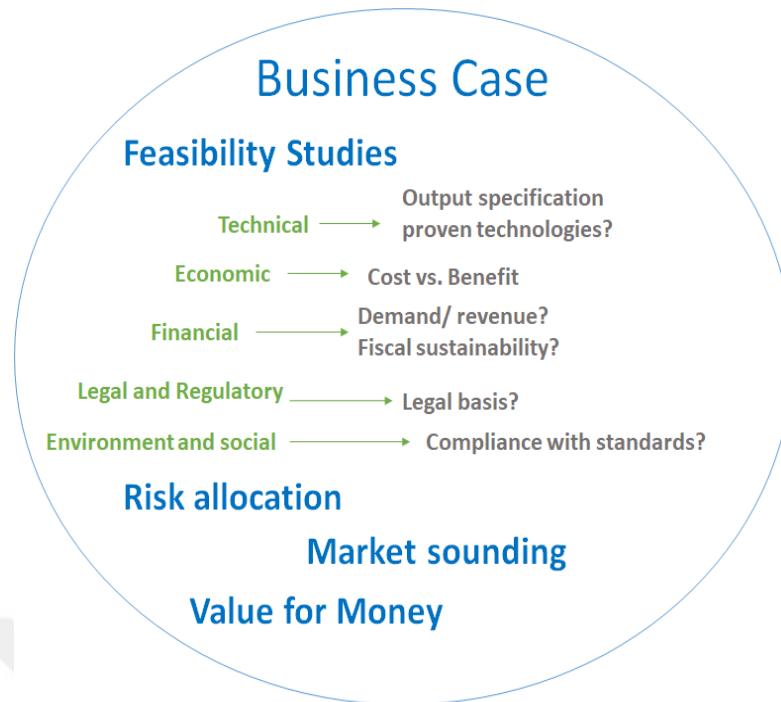 Business Case
Feasibility Studies
Technical
Output specification
proven technologies?
Economic
Cost vs. Benefit
Financial
Demand/ revenue?
Fiscal sustainability?
Legal and Regulatory
Legal basis?
Environment and social
Compliance with standards?
Risk allocation
Market sounding
Value for Money